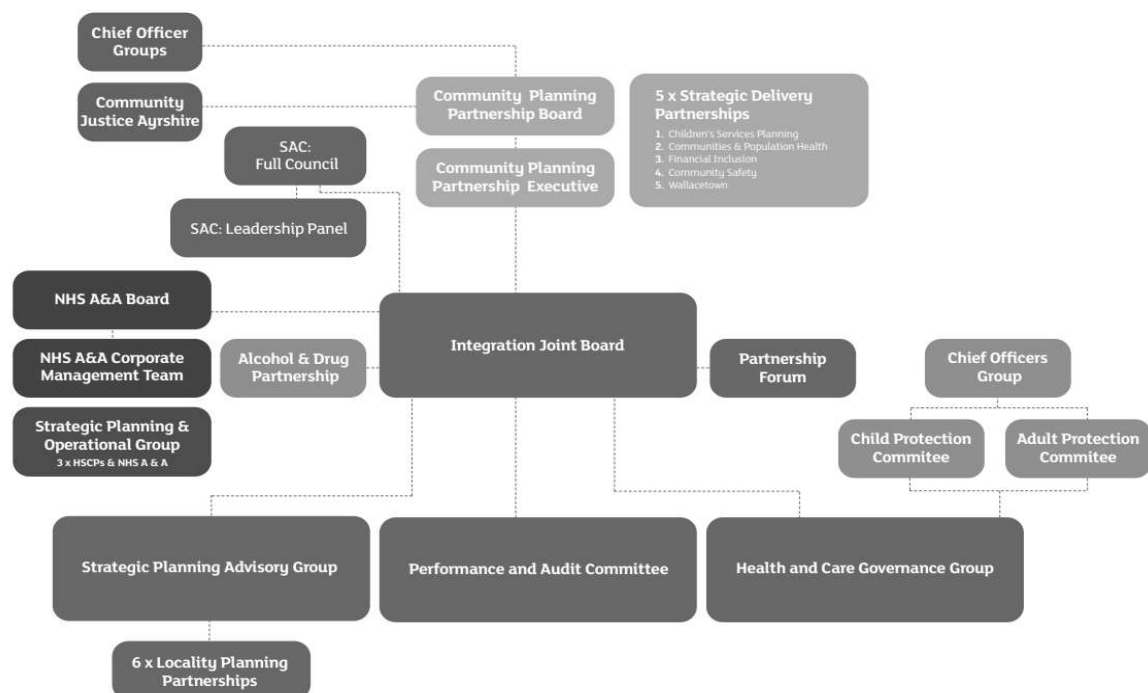 Chief Officer
Groups
Community
Justice Ayrshire
Community Planning
Partnership Board
5 x Strategic Delivery
Partnerships
1. Children's Services Planning
2. Communities & Population Health
3. Financial Inclusion
4. Community Safety
5. Wallacetown
SAC:
Full Council
Community Planning
Partnership Executive
SAC: Leadership Panel
NHS A&A Board
Integration Joint Board
NHS A&A Corporate
Management Team
Alcohol & Drug
Partnership
Partnership
Forum
Chief Officers
Group
Strategic Planning &
Operational Group
3 x HSCPs & NHS A & A
Child Protection
Commitee
Adult Protection
Commitee
Strategic Planning Advisory Group
Performance and Audit Committee
Health and Care Governance Group
6 x Locality Planning
Partnerships